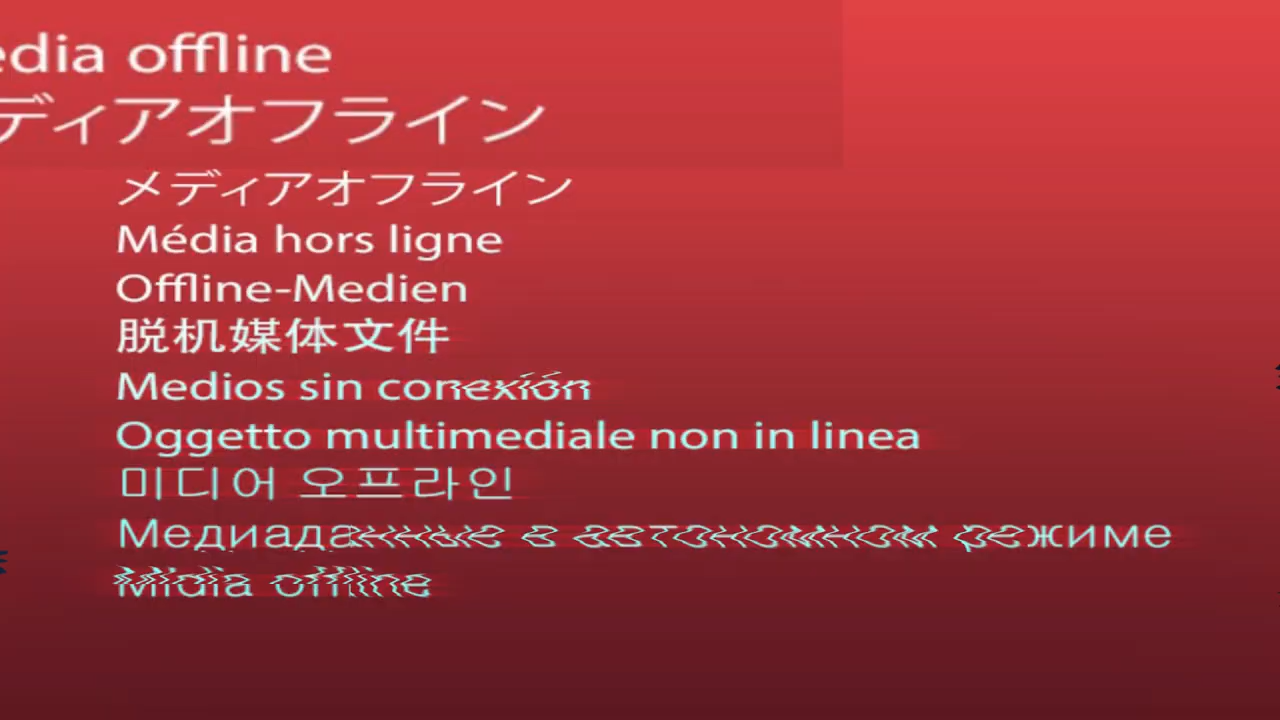 edia offline
ディアオフライン
メディアオフライン
Média hors ligne
Offline-Medien
脱机媒体文件
Medios sin conexión
Oggetto multimediale non in linea
미디어 오프라인
Медиаданные в автономном режиме
Mídia offline